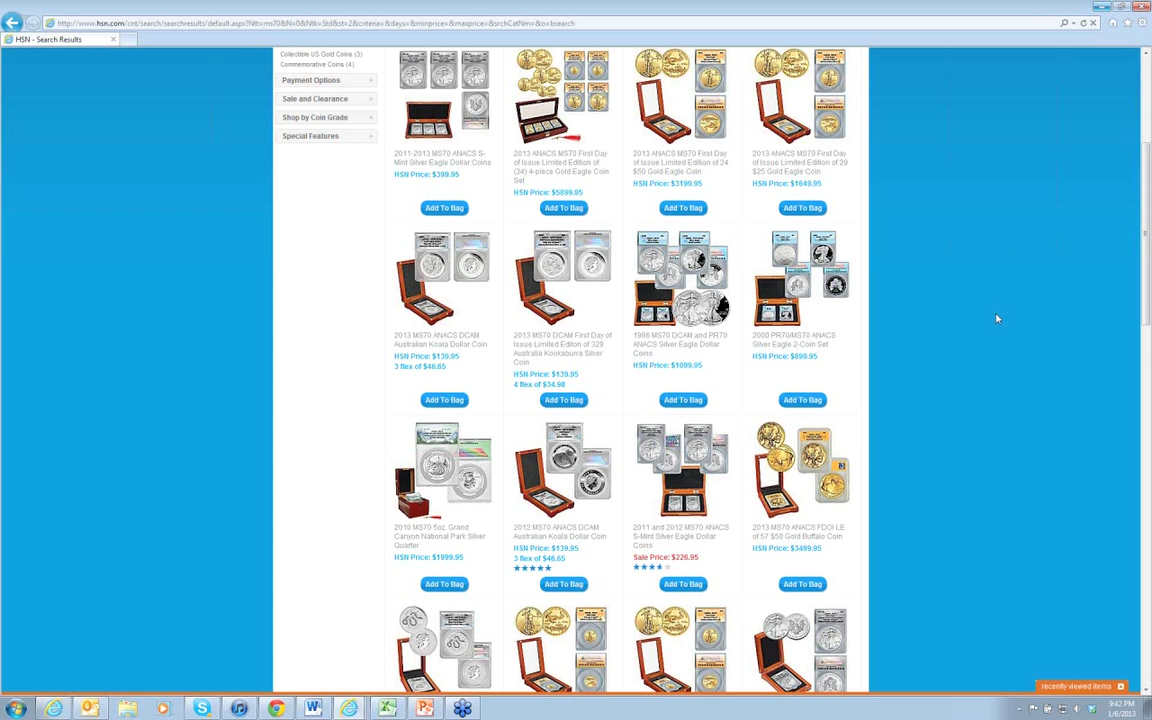 http://www.hsn.com/cnt/search/searchresults/default.aspx?Ntt=ms70&N=0&Ntk=Std&st=2&criteria=&days=&minprice=&maxprice=&srchCatNm=&o=bsearch
HSN - Search Results
Collectible US Gold Coins (3)
Commemorative Coins (4)
Payment Options
Sale and Clearance
Shop by Coin Grade
Special Features
2011-2013 MS70 ANACS S-
Mint Silver Eagle Dollar Coins
HSN Price: $399.95
Add To Bag
2013 ANACS MS70 First Day
of Issue Limited Edition of
(34) 4-piece Gold Eagle Coin
Set
HSN Price: $5899.95
Add To Bag
2013 ANACS MS70 First Day
of Issue Limited Edition of 24
$50 Gold Eagle Coin
HSN Price: $3199.95
Add To Bag
2013 ANACS MS70 First Day
of Issue Limited Edition of 29
$25 Gold Eagle Coin
HSN Price: $1649.95
Add To Bag
2013 MS70 ANACS DCAM
Australian Koala Dollar Coin
HSN Price: $139.95
3 flex of $46.65
Add To Bag
2013 MS70 DCAM First Day of
Issue Limited Editon of 329
Australia Kookaburra Silver
Coin
HSN Price: $139.95
4 flex of $34.98
Add To Bag
1986 MS70 DCAM and PR70
ANACS Silver Eagle Dollar
Coins
HSN Price: $1099.95
Add To Bag
2000 PR70/MS70 ANACS
Silver Eagle 2-Coin Set
HSN Price: $899.95
Add To Bag
2010 MS70 5oz. Grand
Canyon National Park Silver
Quarter
HSN Price: $1999.95
Add To Bag
2012 MS70 ANACS DCAM
Australian Koala Dollar Coin
HSN Price: $139.95
3 flex of $46.65
Add To Bag
2011 and 2012 MS70 ANACS
S-Mint Silver Eagle Dollar
Coins
Sale Price: $226.95
Add To Bag
2013 MS70 ANACS FDOI LE
of 57 $50 Gold Buffalo Coin
HSN Price: $3499.95
Add To Bag
recently viewed items
9:42 PM
1/6/2013